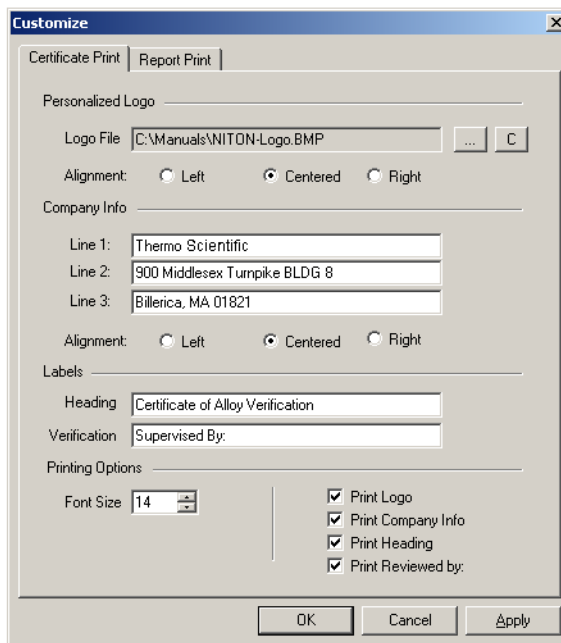 Customize
Certificate Print
Report Print
Personalized Logo
Logo File C:\Manuals\NITON-Logo.BMP ... C
Alignment: Left Centered Right
Company Info
Line 1: Thermo Scientific
Line 2: 900 Middlesex Turnpike BLDG 8
Line 3: Billerica, MA 01821
Alignment: Left Centered Right
Labels
Heading Certificate of Alloy Verification
Verification Supervised By:
Printing Options
Font Size 14
Print Logo
Print Company Info
Print Heading
Print Reviewed by:
OK Cancel Apply